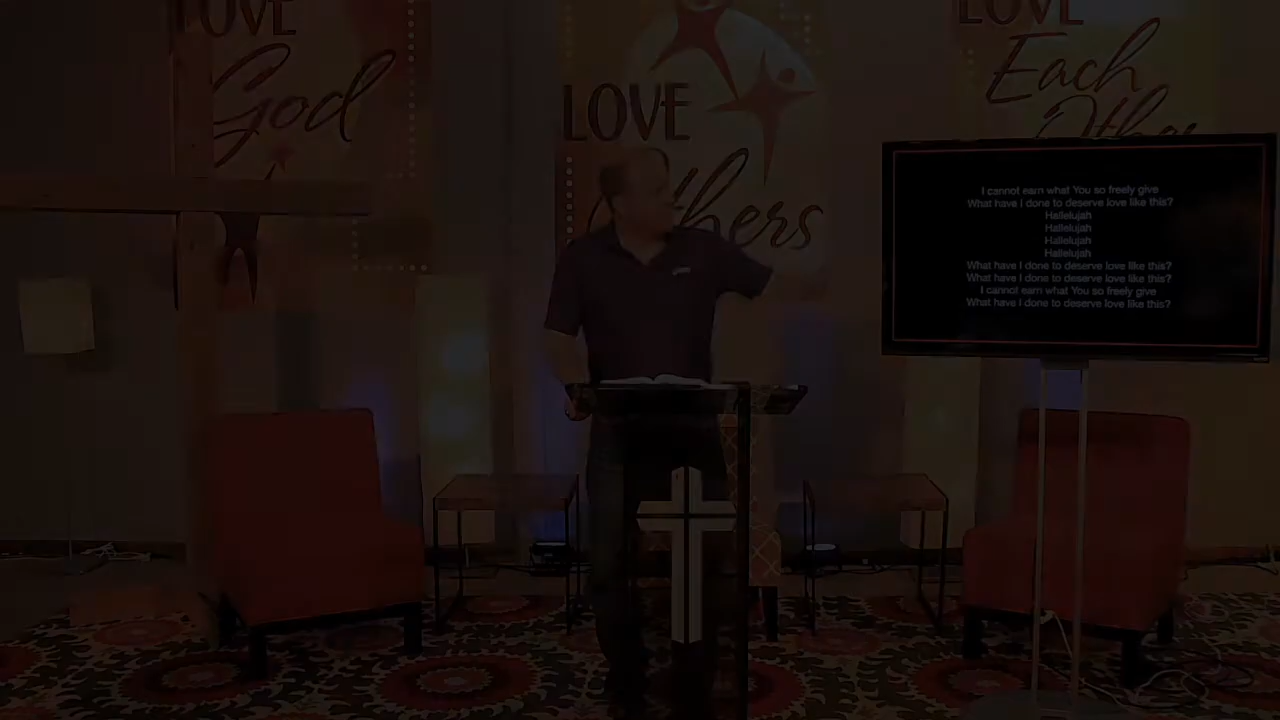 LOVE
God
LOVE
Others
LOVE
Each
Other
I cannot earn what You so freely give
What have I done to deserve love like this?
Hallelujah
Hallelujah
Hallelujah
Hallelujah
What have I done to deserve love like this?
What have I done to deserve love like this?
I cannot earn what You so freely give
What have I done to deserve love like this?